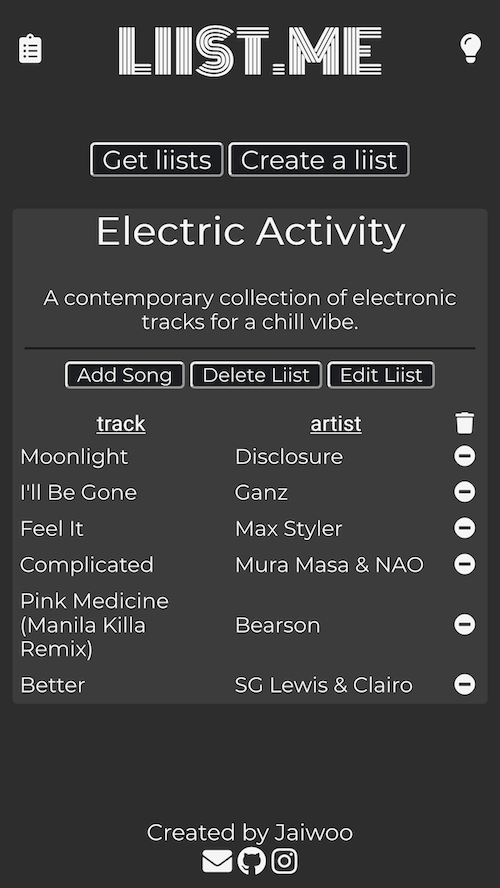 LIIST.ME
Get liists Create a liist
Electric Activity
A contemporary collection of electronic
tracks for a chill vibe.
Add Song Delete Liist Edit Liist
track artist
Moonlight Disclosure
I'll Be Gone Ganz
Feel It Max Styler
Complicated Mura Masa & NAO
Pink Medicine
(Manila Killa Bearson
Remix)
Better SG Lewis & Clairo
Created by Jaiwoo